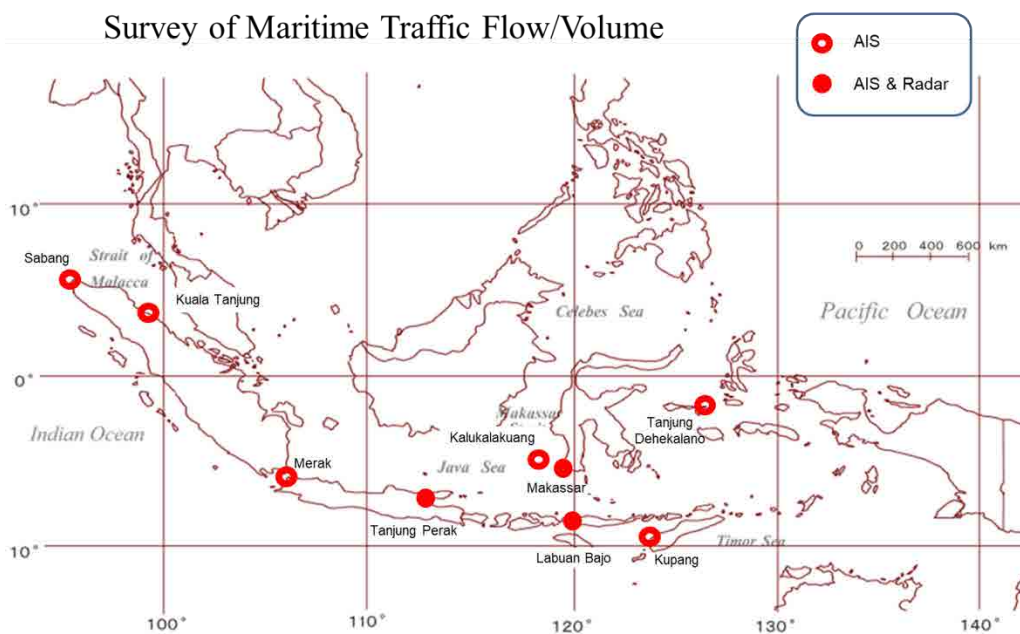 Survey of Maritime Traffic Flow/Volume
AIS
AIS & Radar
10°
Sabang
Strait of
Malacca
Kuala Tanjung
0 200 400 600 km
Celebes Sea
Pacific Ocean
0°
Makassar
Tanjung
Dehekalano
Indian Ocean
Kalukalakuang
Merak
Java Sea
Makassar
Tanjung Perak
Labuan Bajo
Kupang
Timor Sea
10°
100°
110°
120°
130°
140°